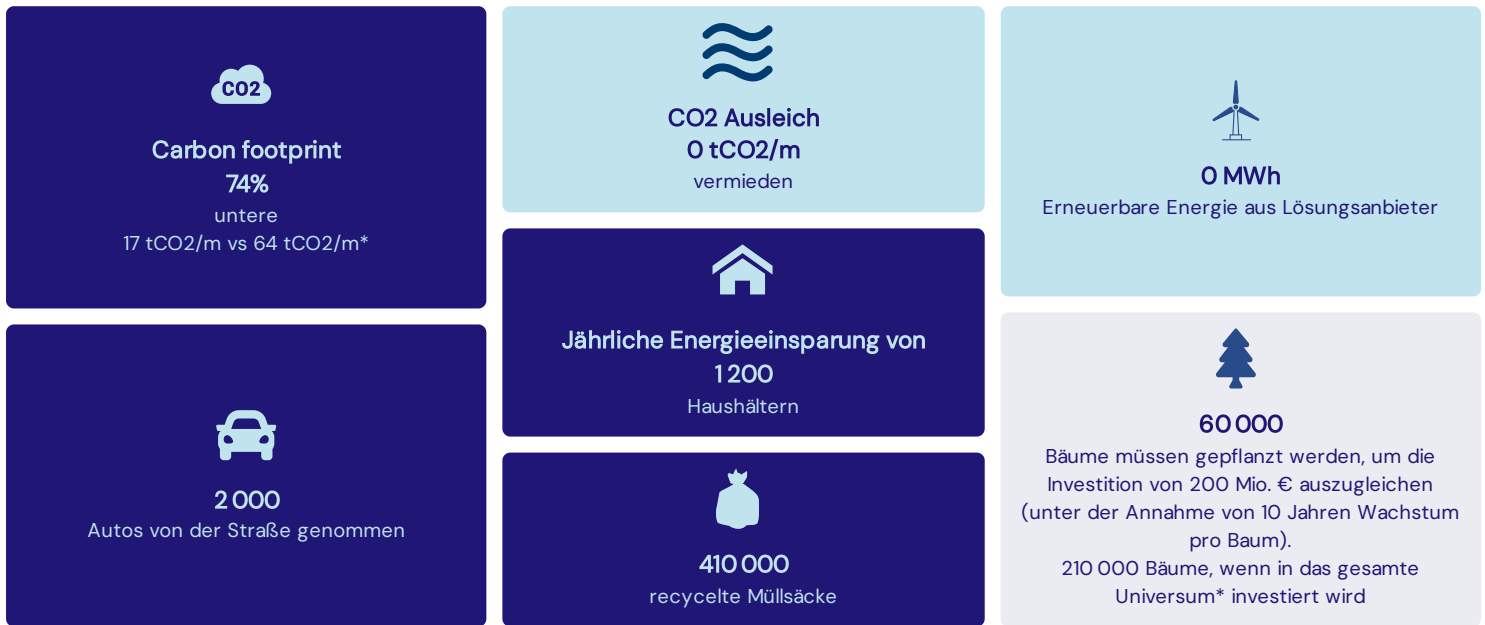 CO2
Carbon footprint
74%
untere
17 tCO2/m vs 64 tCO2/m*
2 000
Autos von der Straße genommen
CO2 Ausleich
0 tCO2/m
vermieden
Jährliche Energieeinsparung von
1 200
Haushältern
410 000
recycelte Müllsäcke
0 MWh
Erneuerbare Energie aus Lösungsanbieter
60 000
Bäume müssen gepflanzt werden, um die
Investition von 200 Mio. € auszugleichen
(unter der Annahme von 10 Jahren Wachstum
pro Baum).
210 000 Bäume, wenn in das gesamte
Universum* investiert wird